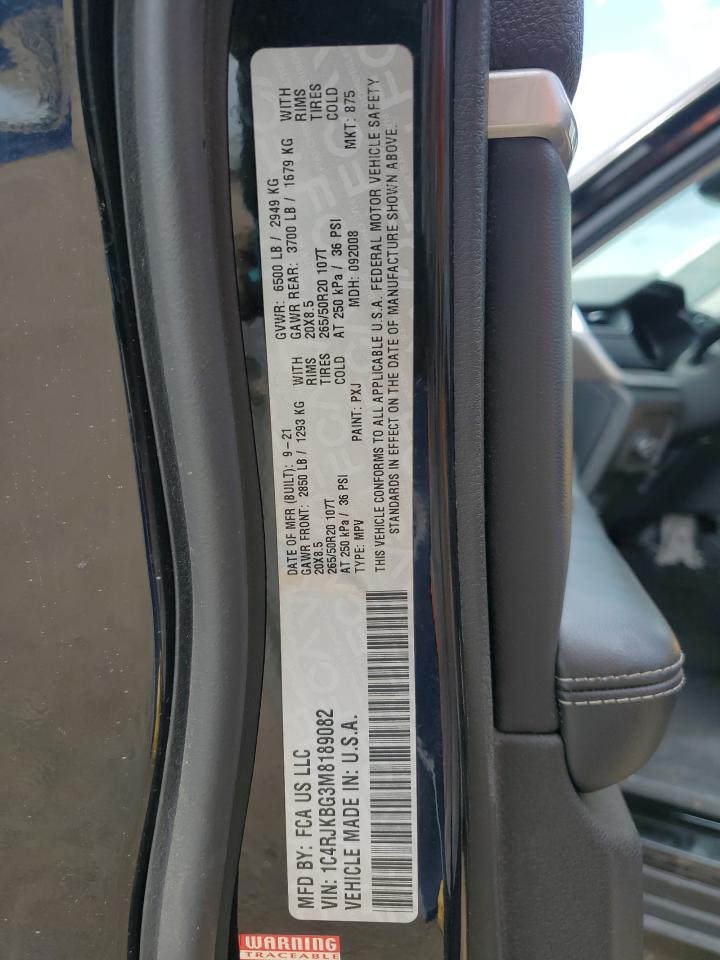 MFD BY: FCA US LLC
VIN: 1C4RJKBG3M8189082
VEHICLE MADE IN: U.S.A.
DATE OF MFR (BUILT): 9-21 GVWR: 6500 LB / 2949 KG
GAWR FRONT: 2850 LB / 1293 KG WITH GAWR REAR: 3700 LB / 1679 KG WITH
20X8.5 RIMS 20X8.5 RIMS
265/50R20 107T TIRES 265/50R20 107T TIRES
AT 250 kPa / 36 PSI COLD AT 250 kPa / 36 PSI COLD
TYPE: MPV PAINT: PXJ MDH: 092008 MKT: 875
THIS VEHICLE CONFORMS TO ALL APPLICABLE U.S.A. FEDERAL MOTOR VEHICLE SAFETY
STANDARDS IN EFFECT ON THE DATE OF MANUFACTURE SHOWN ABOVE.
WARNING
TRACEABLE